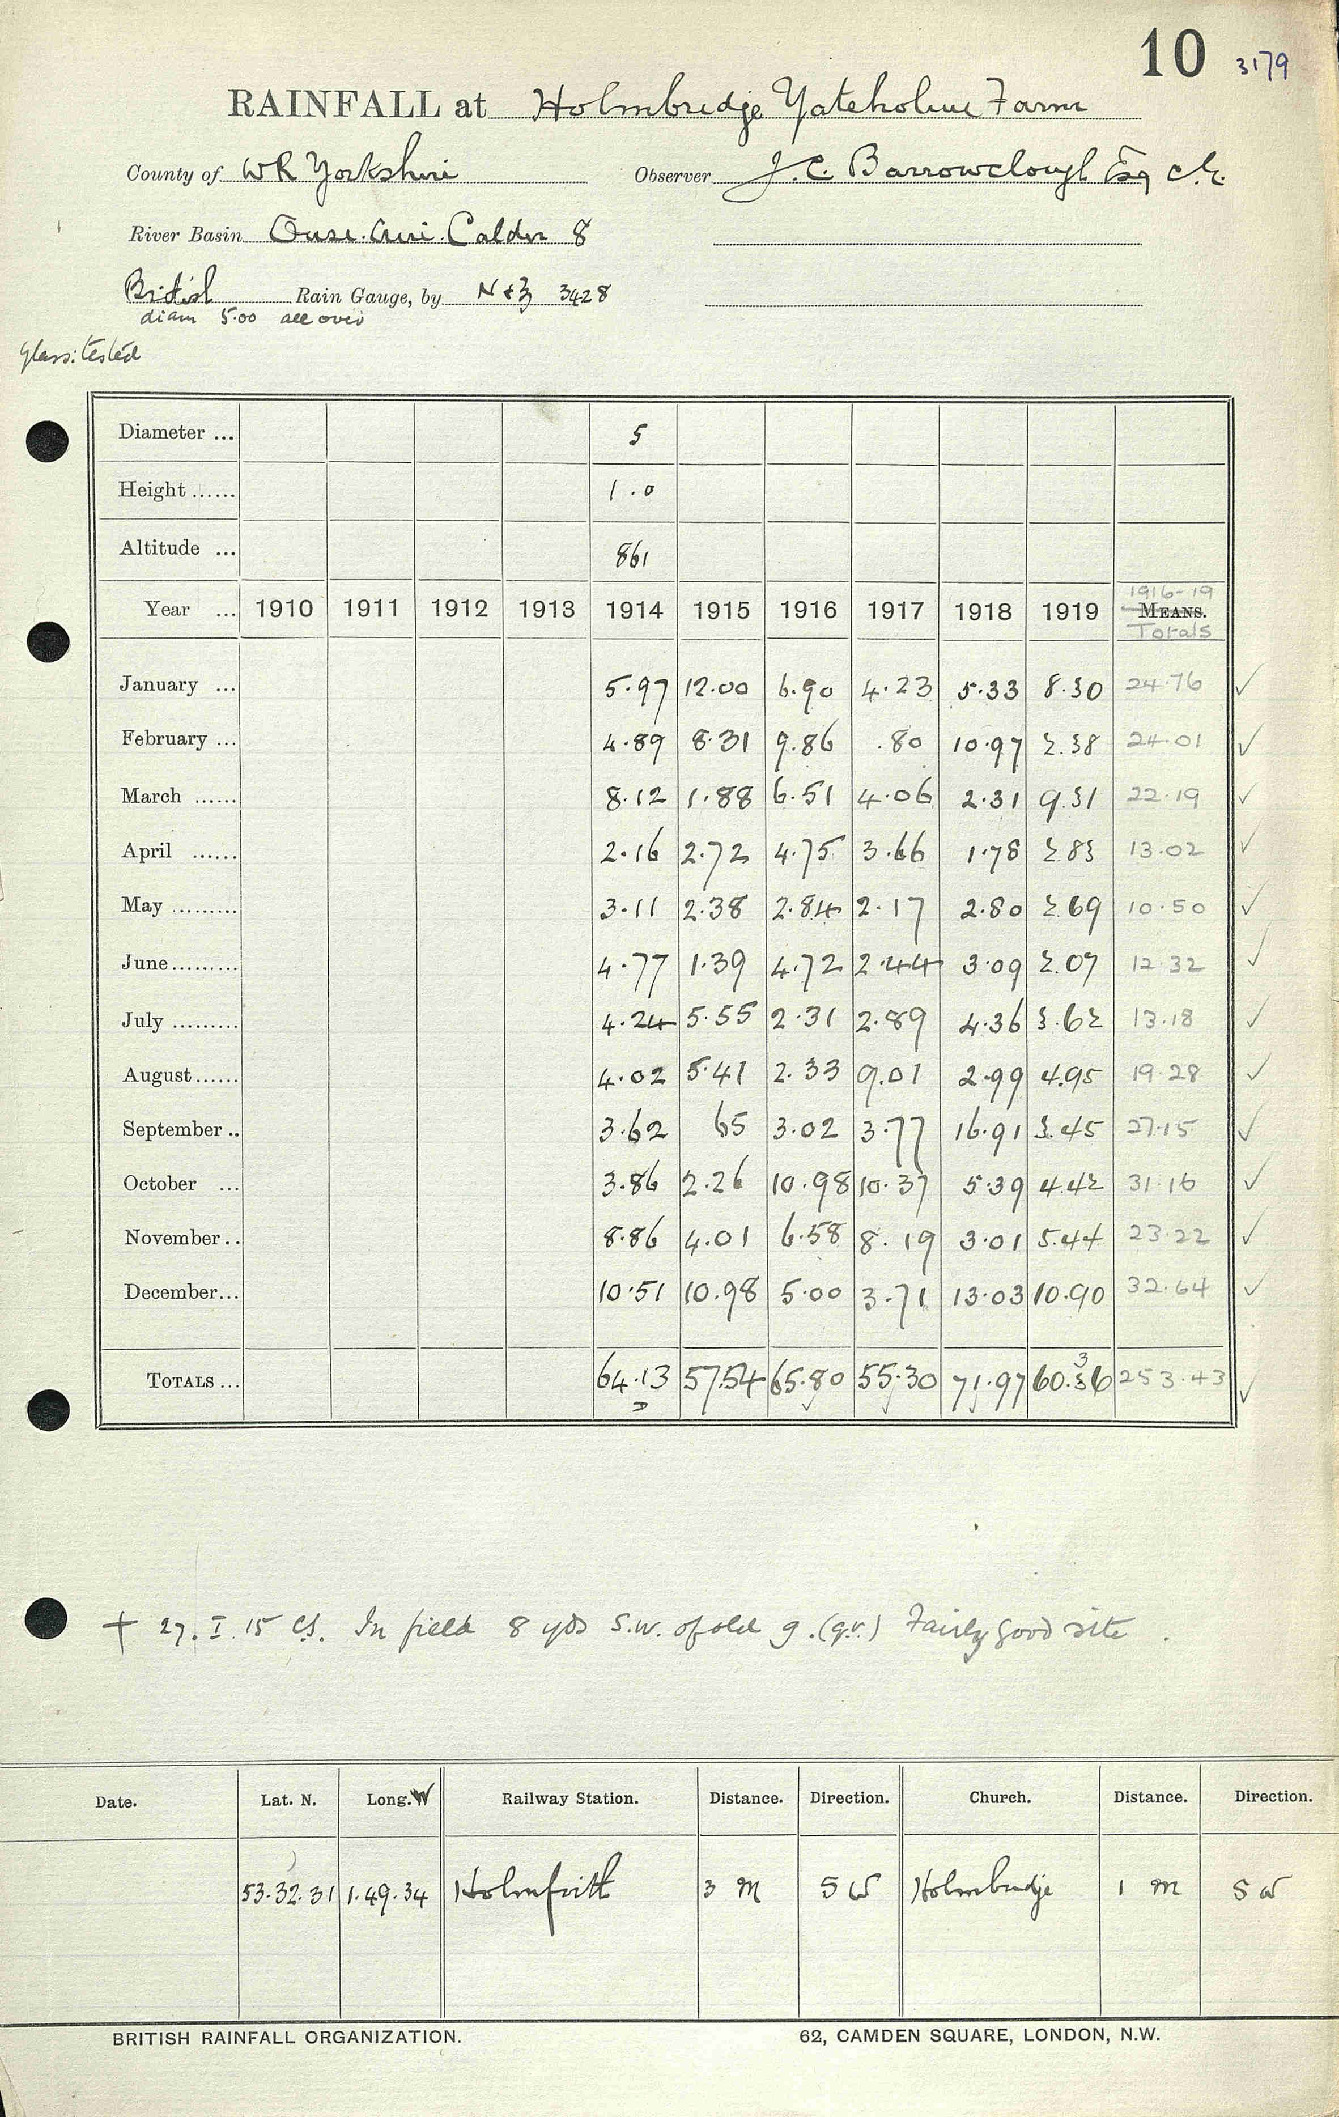 10 3179
RAINFALL at Holmbridge Yateholme Farm
County of WR Yorkshire Observer J.C. Barrowclough Esq C.E.
River Basin Ouse. Aire. Calder 8
British Rain Gauge, by N & Z 3428
diam 5.00 all over
Glass: tested
Diameter ... 5
Height ...... 1.0
Altitude ... 861
Year ... 1910 1911 1912 1913 1914 1915 1916 1917 1918 1919 1916-19 MEANS. Totals
January ... 5.97 12.00 6.90 4.23 5.33 8.30 24.76 ✓
February ... 4.89 8.31 9.86 .80 10.97 2.38 24.01 ✓
March ...... 8.12 1.88 6.51 4.06 2.31 9.31 22.19 ✓
April ...... 2.16 2.72 4.75 3.66 1.78 2.83 13.02 ✓
May ......... 3.11 2.38 2.84 2.17 2.80 2.69 10.50 ✓
June ......... 4.77 1.39 4.72 2.44 3.09 2.07 12.32 ✓
July ......... 4.24 5.55 2.31 2.89 4.36 3.62 13.18 ✓
August ...... 4.02 5.41 2.33 9.01 2.99 4.95 19.28 ✓
September .. 3.62 65 3.02 3.77 16.91 3.45 27.15 ✓
October ... 3.86 2.26 10.98 10.37 5.39 4.42 31.16 ✓
November .. 8.86 4.01 6.58 8.19 3.01 5.44 23.22 ✓
December ... 10.51 10.98 5.00 3.71 13.03 10.90 32.64 ✓
TOTALS ... 64.13 57.54 65.80 55.30 71.97 60.36 253.43 ✓
† 27. I. 15 CS. In field 8 yds S.W. of old g. (q.v.) Fairly good site.
Date. Lat. N. Long. W Railway Station. Distance. Direction. Church. Distance. Direction.
53.32.31 1.49.34 Holmfirth 3 m SW Holmbridge 1 m SW
BRITISH RAINFALL ORGANIZATION. 62, CAMDEN SQUARE, LONDON, N.W.